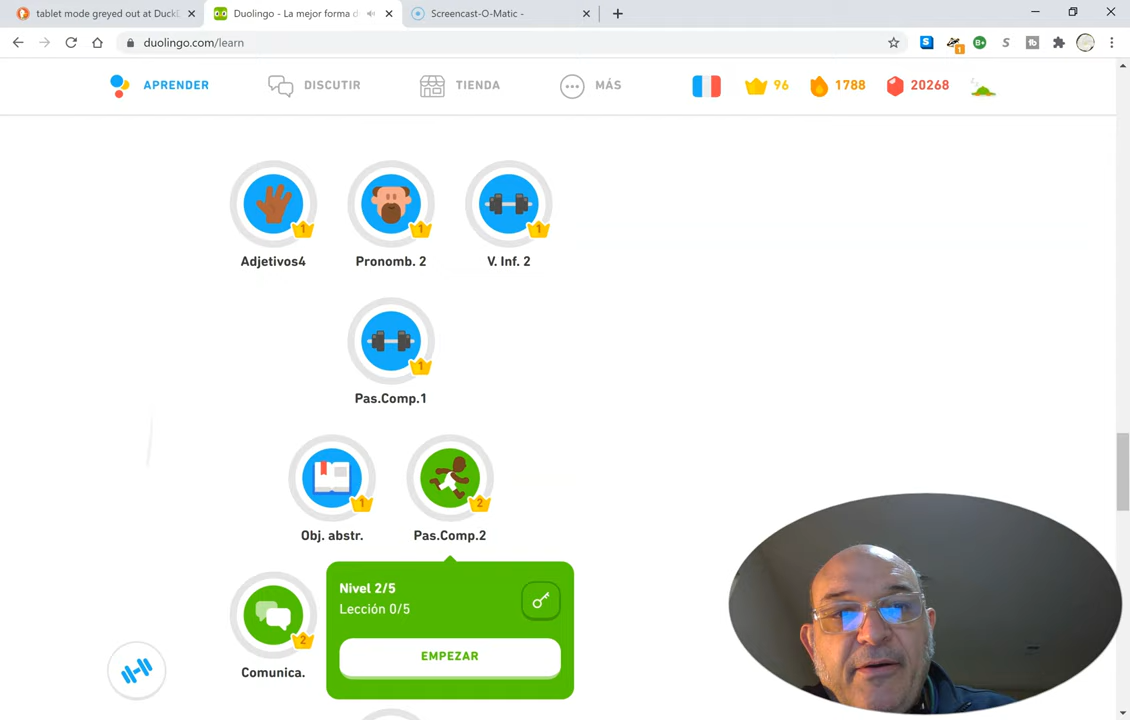 tablet mode greyed out at Duck
Duolingo - La mejor forma d
Screencast-O-Matic -
duolingo.com/learn
1
APRENDER
DISCUTIR
TIENDA
MÁS
96
1788
20268
1
1
1
Adjetivos4
Pronomb. 2
V. Inf. 2
1
Pas.Comp.1
1
2
Obj. abstr.
Pas.Comp.2
Nivel 2/5
Lección 0/5
EMPEZAR
2
Comunica.